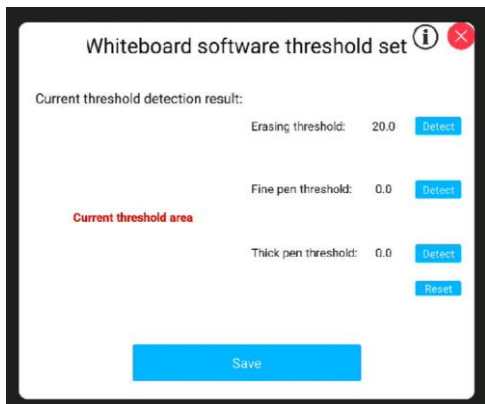 Whiteboard software threshold set
Current threshold detection result:
Erasing threshold: 20.0 Detect
Fine pen threshold: 0.0 Detect
Current threshold area
Thick pen threshold: 0.0 Detect
Reset
Save